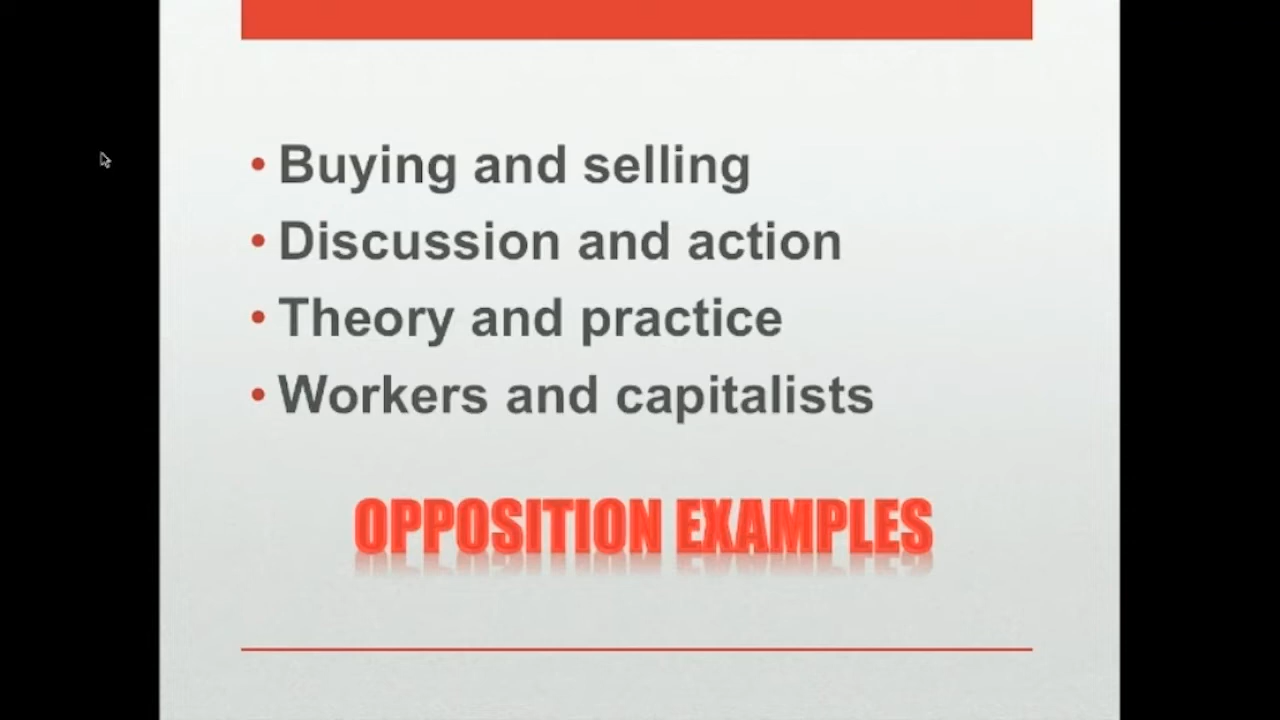 • Buying and selling
• Discussion and action
• Theory and practice
• Workers and capitalists
OPPOSITION EXAMPLES